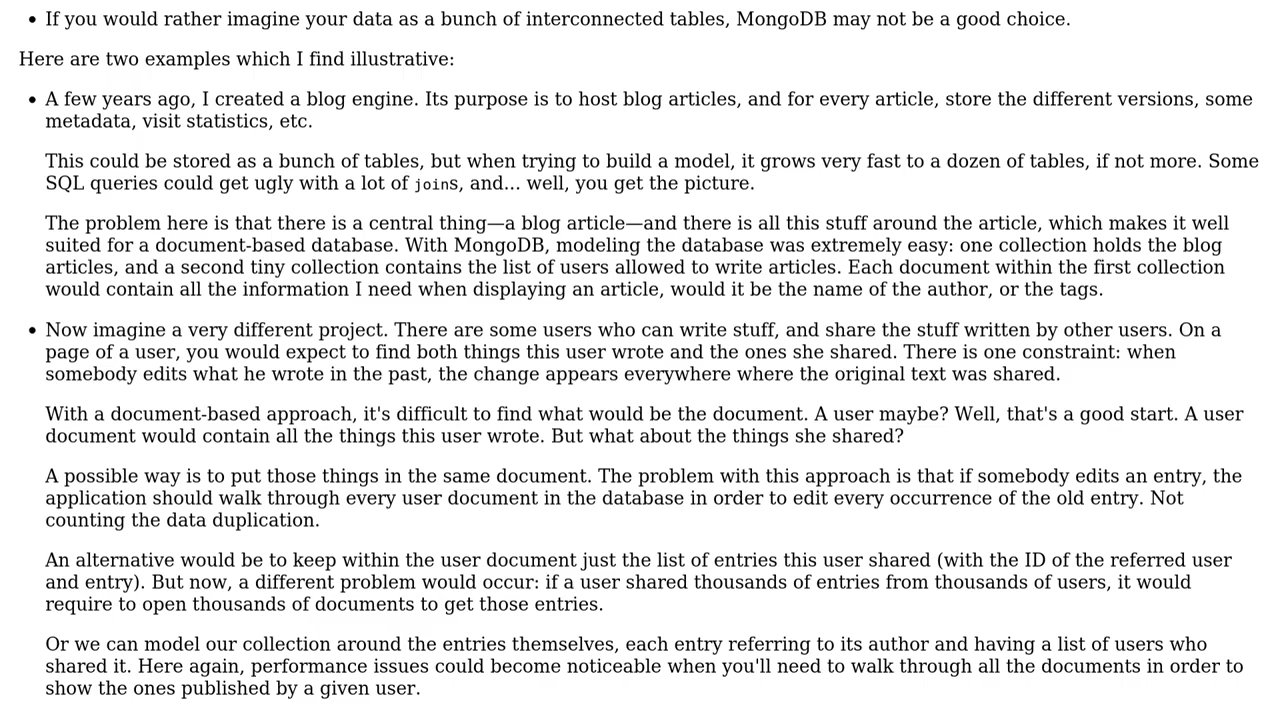 • If you would rather imagine your data as a bunch of interconnected tables, MongoDB may not be a good choice.
Here are two examples which I find illustrative:
• A few years ago, I created a blog engine. Its purpose is to host blog articles, and for every article, store the different versions, some
metadata, visit statistics, etc.
This could be stored as a bunch of tables, but when trying to build a model, it grows very fast to a dozen of tables, if not more. Some
SQL queries could get ugly with a lot of joins, and... well, you get the picture.
The problem here is that there is a central thing—a blog article—and there is all this stuff around the article, which makes it well
suited for a document-based database. With MongoDB, modeling the database was extremely easy: one collection holds the blog
articles, and a second tiny collection contains the list of users allowed to write articles. Each document within the first collection
would contain all the information I need when displaying an article, would it be the name of the author, or the tags.
• Now imagine a very different project. There are some users who can write stuff, and share the stuff written by other users. On a
page of a user, you would expect to find both things this user wrote and the ones she shared. There is one constraint: when
somebody edits what he wrote in the past, the change appears everywhere where the original text was shared.
With a document-based approach, it's difficult to find what would be the document. A user maybe? Well, that's a good start. A user
document would contain all the things this user wrote. But what about the things she shared?
A possible way is to put those things in the same document. The problem with this approach is that if somebody edits an entry, the
application should walk through every user document in the database in order to edit every occurrence of the old entry. Not
counting the data duplication.
An alternative would be to keep within the user document just the list of entries this user shared (with the ID of the referred user
and entry). But now, a different problem would occur: if a user shared thousands of entries from thousands of users, it would
require to open thousands of documents to get those entries.
Or we can model our collection around the entries themselves, each entry referring to its author and having a list of users who
shared it. Here again, performance issues could become noticeable when you'll need to walk through all the documents in order to
show the ones published by a given user.